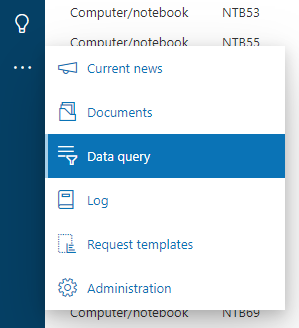 Computer/notebook NTB53
Computer/notebook NTB55
Current news
Documents
Data query
Log
Request templates
Administration
Computer/notebook NTB69